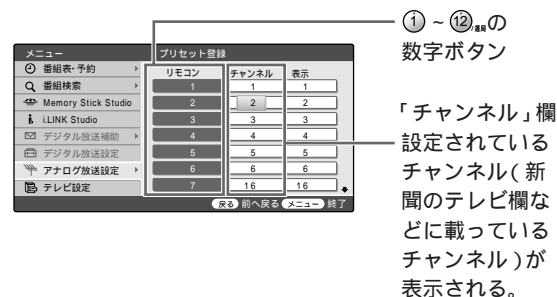 メニュー
プリセット登録
番組表・予約
番組検索
Memory Stick Studio
i.LINK Studio
デジタル放送補助
デジタル放送設定
アナログ放送設定
テレビ設定
リモコン チャンネル 表示
1 1 1
2 2 2
3 3 3
4 4 4
5 5 5
6 6 6
7 16 16
戻る 前へ戻る メニュー 終了
① ~ ⑫/選局の
数字ボタン
「チャンネル」欄
設定されている
チャンネル(新
聞のテレビ欄な
どに載っている
チャンネル)が
表示される。